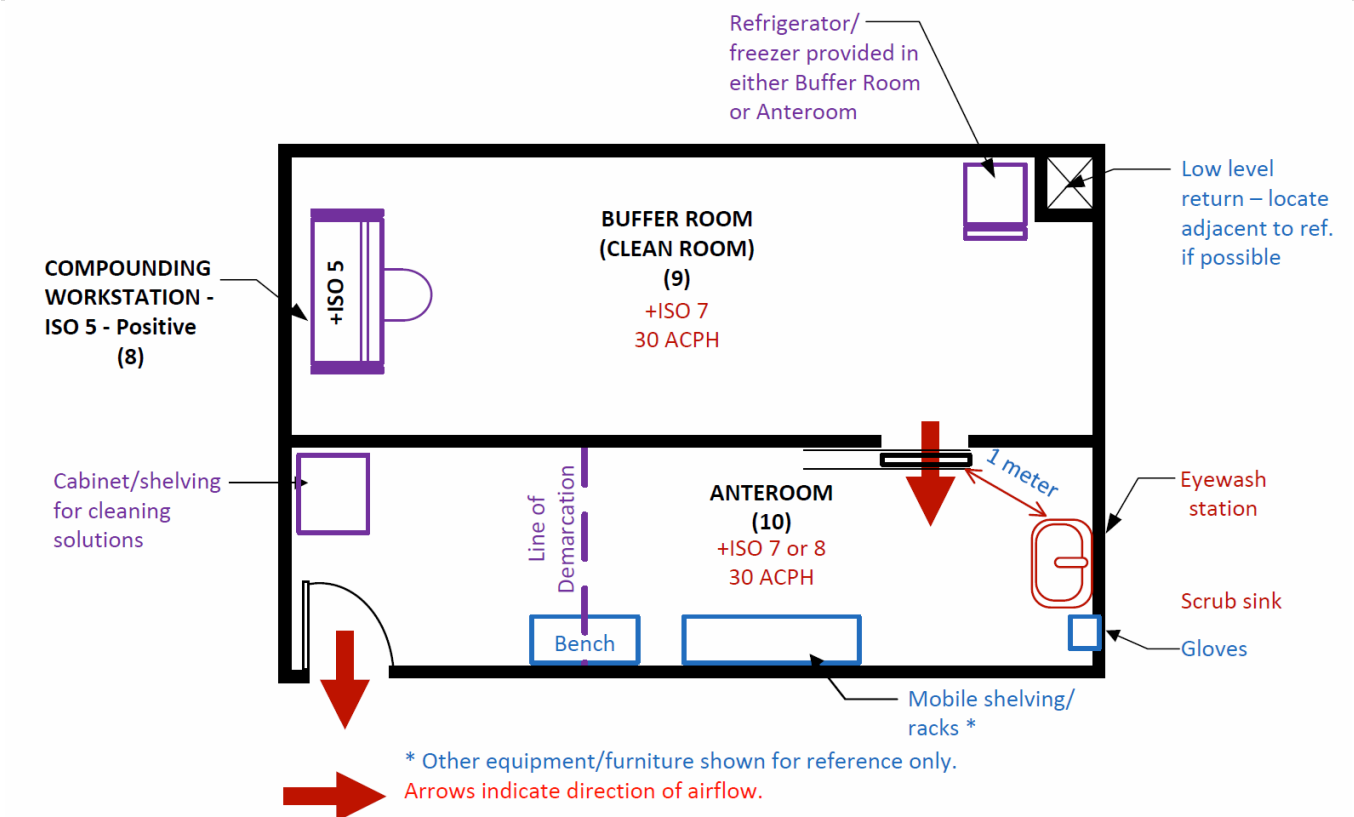 Refrigerator/
freezer provided in
either Buffer Room
or Anteroom
Low level
return – locate
adjacent to ref.
if possible
BUFFER ROOM
(CLEAN ROOM)
(9)
+ISO 7
30 ACPH
COMPOUNDING
WORKSTATION -
ISO 5 - Positive
(8)
+ISO 5
Cabinet/shelving
for cleaning
solutions
Line of
Demarcation
ANTEROOM
(10)
+ISO 7 or 8
30 ACPH
1 meter
Eyewash
station
Scrub sink
Gloves
Bench
Mobile shelving/
racks *
* Other equipment/furniture shown for reference only.
Arrows indicate direction of airflow.